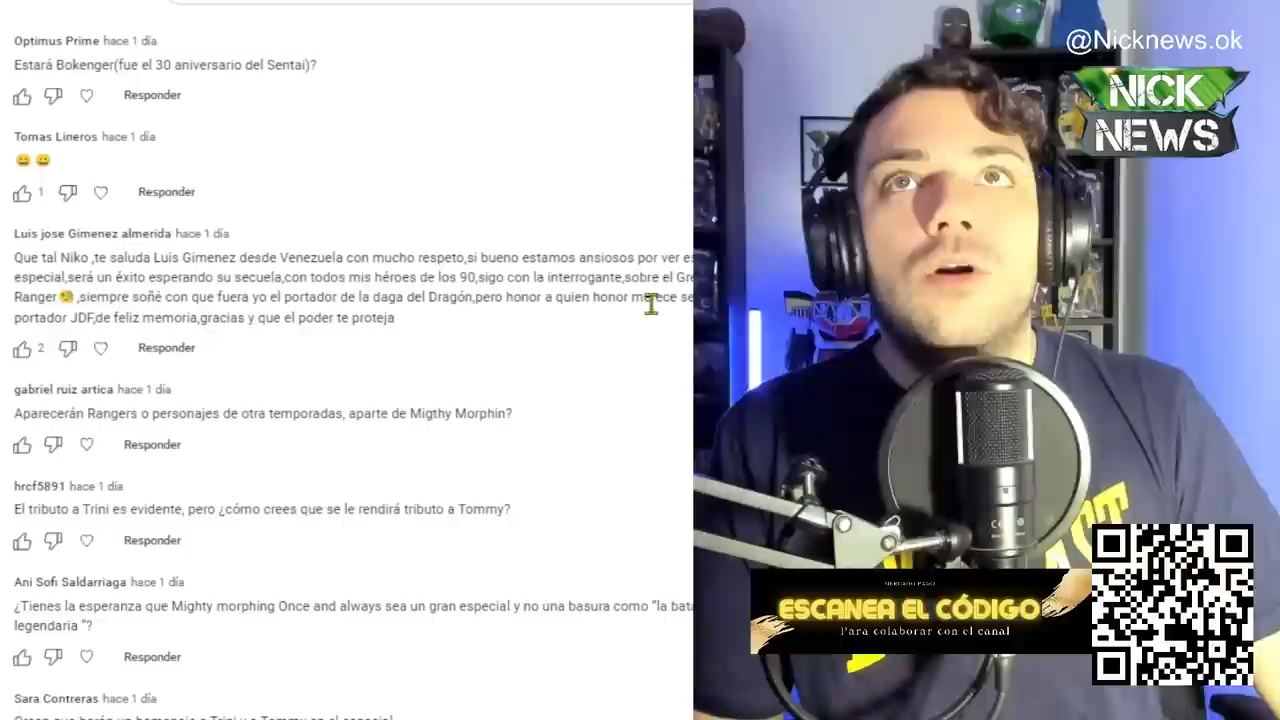 Optimus Prime hace 1 día
Estará Bokenger(fue el 30 aniversario del Sentai)?
Responder
Tomas Lineros hace 1 día
😄 😄
1 Responder
Luis jose Gimenez almerida hace 1 día
Que tal Niko ,te saluda Luis Gimenez desde Venezuela con mucho respeto,si bueno estamos ansiosos por ver es
especial,será un éxito esperando su secuela,con todos mis héroes de los 90,sigo con la interrogante,sobre el Gre
Ranger🧐,siempre soñé con que fuera yo el portador de la daga del Dragón,pero honor a quien honor merece se
portador JDF,de feliz memoria,gracias y que el poder te proteja
2 Responder
gabriel ruiz artica hace 1 día
Aparecerán Rangers o personajes de otra temporadas, aparte de Migthy Morphin?
Responder
hrcf5891 hace 1 día
El tributo a Trini es evidente, pero ¿cómo crees que se le rendirá tributo a Tommy?
Responder
Ani Sofi Saldarriaga hace 1 día
¿Tienes la esperanza que Mighty morphing Once and always sea un gran especial y no una basura como "la bata
legendaria "?
Responder
Sara Contreras hace 1 día
@Nicknews.ok
NICK
NEWS
MERCADO PAGO
ESCANEA EL CÓDIGO
Para colaborar con el canal